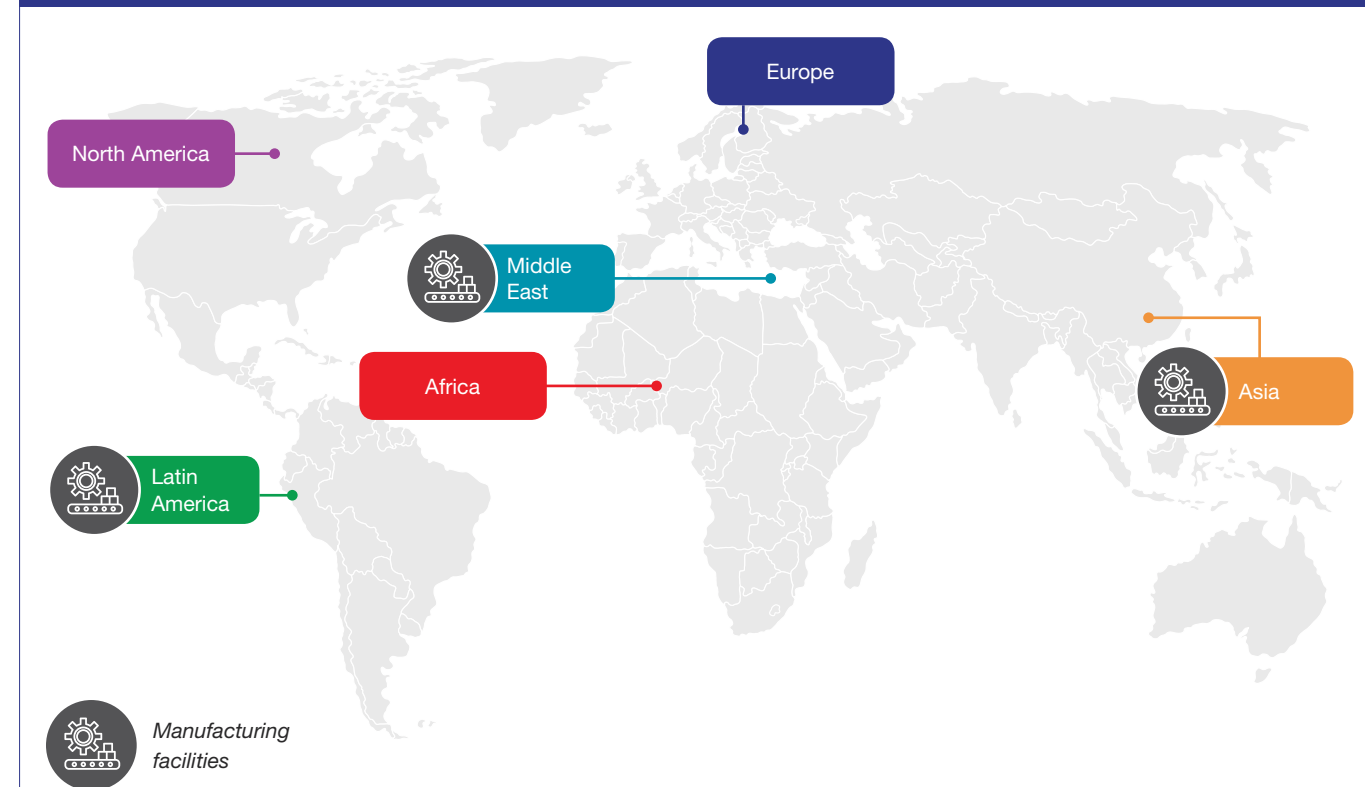 Europe
North America
Middle
East
Africa
Asia
Latin
America
Manufacturing
facilities